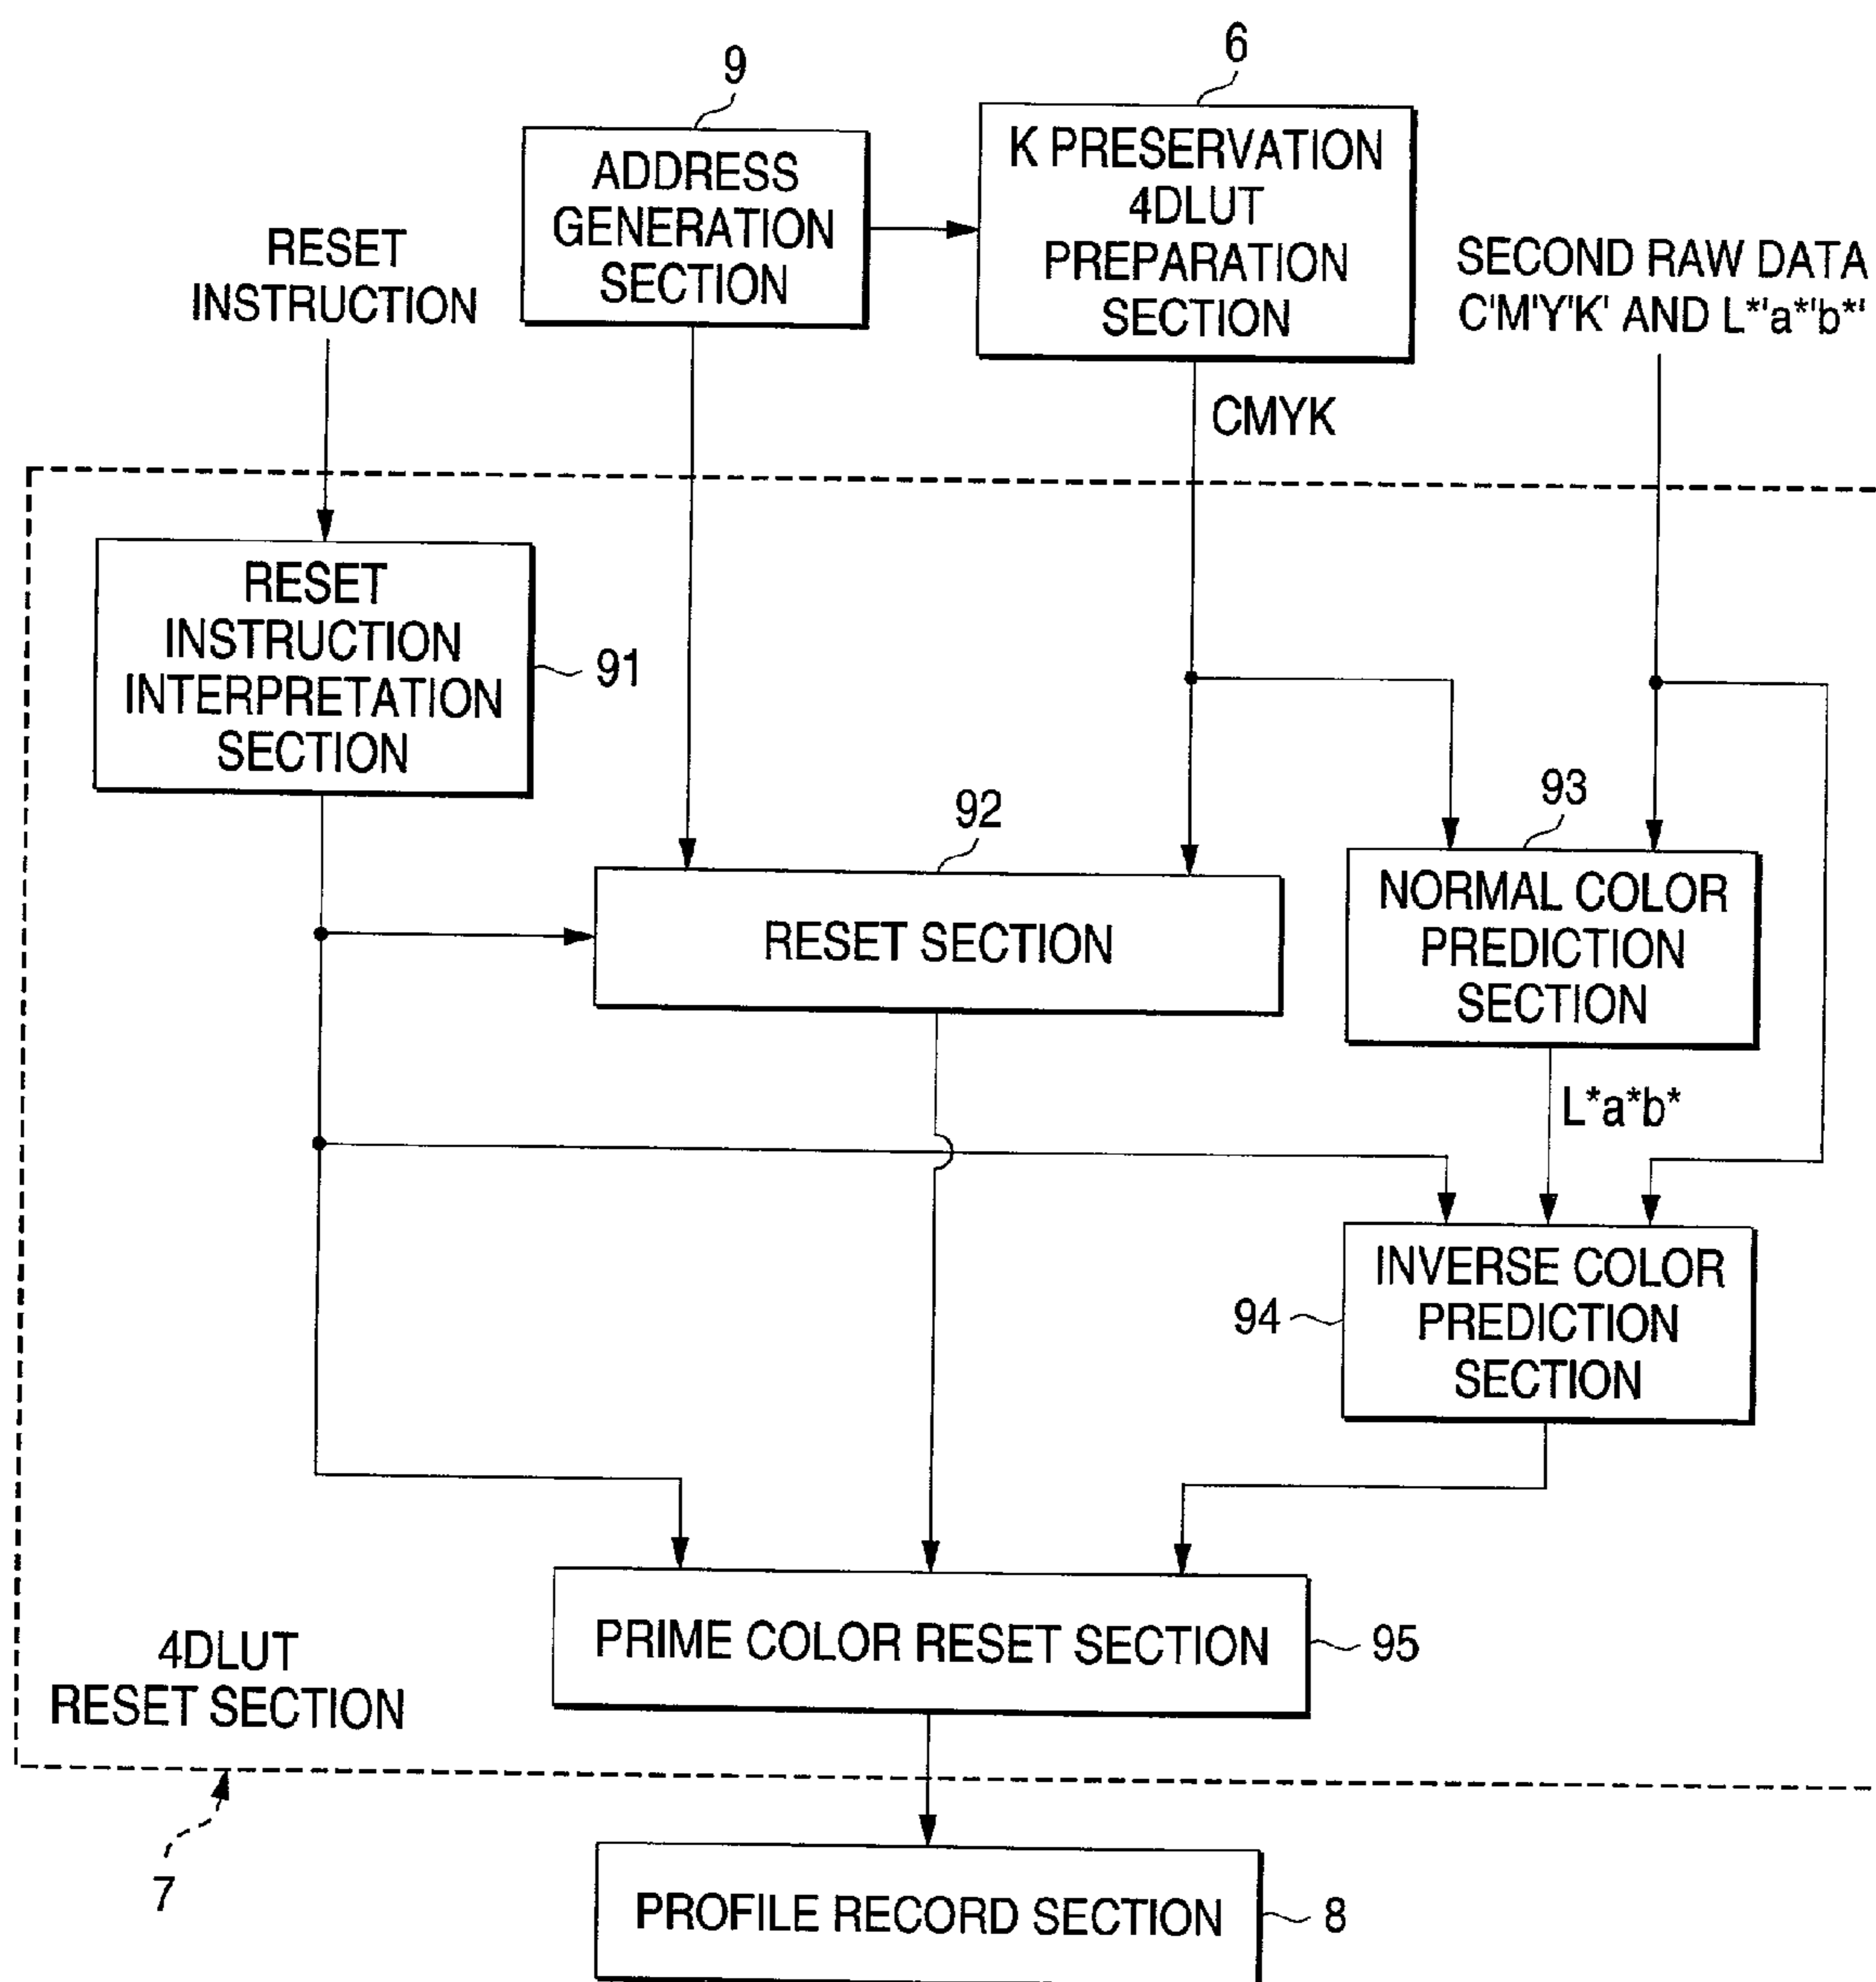 9
6
ADDRESS
GENERATION
SECTION
K PRESERVATION
4DLUT
PREPARATION
SECTION
RESET
INSTRUCTION
SECOND RAW DATA
C'M'Y'K' AND L*'a*'b*'
CMYK
RESET
INSTRUCTION
INTERPRETATION
SECTION
91
92
RESET SECTION
93
NORMAL COLOR
PREDICTION
SECTION
L*a*b*
INVERSE COLOR
PREDICTION
SECTION
94
PRIME COLOR RESET SECTION
95
4DLUT
RESET SECTION
7
PROFILE RECORD SECTION
8